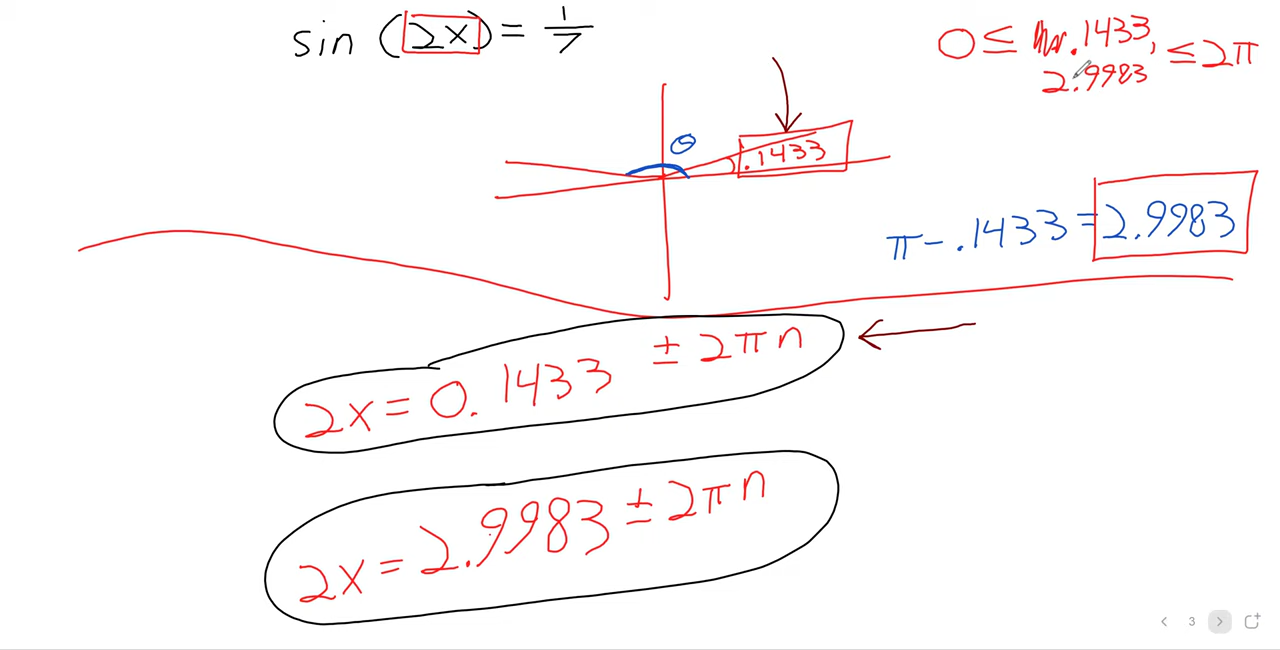 sin (2x) = 1/7
0 ≤ .1433, ≤ 2π
2.9983
θ
.1433
π - .1433 = 2.9983
2x = 0.1433 ± 2πn
2x = 2.9983 ± 2πn
3